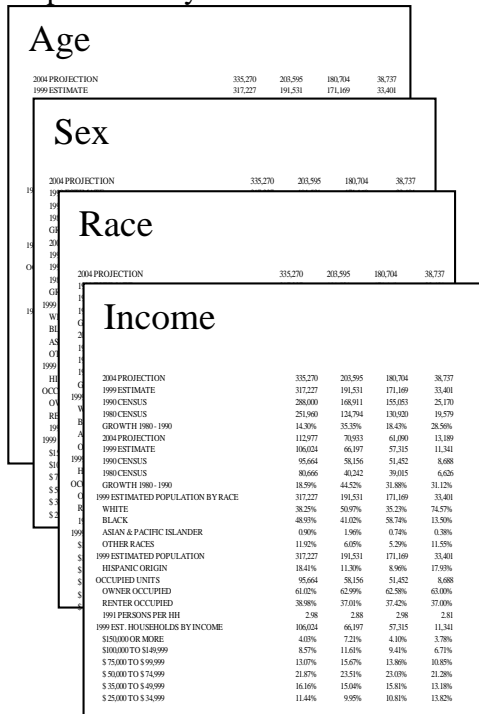 Age
2004 PROJECTION 335,270 203,595 180,704 38,737
1999 ESTIMATE 317,227 191,531 171,169 33,401
Sex
2004 PROJECTION 335,270 203,595 180,704 38,737
Race
2004 PROJECTION 335,270 203,595 180,704 38,737
Income
2004 PROJECTION 335,270 203,595 180,704 38,737
1999 ESTIMATE 317,227 191,531 171,169 33,401
1990 CENSUS 288,000 168,911 155,053 25,170
1980 CENSUS 251,960 124,794 130,920 19,579
GROWTH 1980 - 1990 14.30% 35.35% 18.43% 28.56%
2004 PROJECTION 112,977 70,933 61,090 13,189
1999 ESTIMATE 106,024 66,197 57,315 11,341
1990 CENSUS 95,664 58,156 51,452 8,688
1980 CENSUS 80,666 40,242 39,015 6,626
GROWTH 1980 - 1990 18.59% 44.52% 31.88% 31.12%
1999 ESTIMATED POPULATION BY RACE 317,227 191,531 171,169 33,401
WHITE 38.25% 50.97% 35.23% 74.57%
BLACK 48.93% 41.02% 58.74% 13.50%
ASIAN & PACIFIC ISLANDER 0.90% 1.96% 0.74% 0.38%
OTHER RACES 11.92% 6.05% 5.29% 11.55%
1999 ESTIMATED POPULATION 317,227 191,531 171,169 33,401
HISPANIC ORIGIN 18.41% 11.30% 8.96% 17.93%
OCCUPIED UNITS 95,664 58,156 51,452 8,688
OWNER OCCUPIED 61.02% 62.99% 62.58% 63.00%
RENTER OCCUPIED 38.98% 37.01% 37.42% 37.00%
1991 PERSONS PER HH 2.98 2.88 2.98 2.81
1999 EST. HOUSEHOLDS BY INCOME 106,024 66,197 57,315 11,341
$150,000 OR MORE 4.03% 7.21% 4.10% 3.78%
$100,000 TO $149,999 8.57% 11.61% 9.41% 6.71%
$ 75,000 TO $ 99,999 13.07% 15.67% 13.86% 10.85%
$ 50,000 TO $ 74,999 21.87% 23.51% 23.03% 21.28%
$ 35,000 TO $ 49,999 16.16% 15.04% 15.81% 13.18%
$ 25,000 TO $ 34,999 11.44% 9.95% 10.81% 13.82%